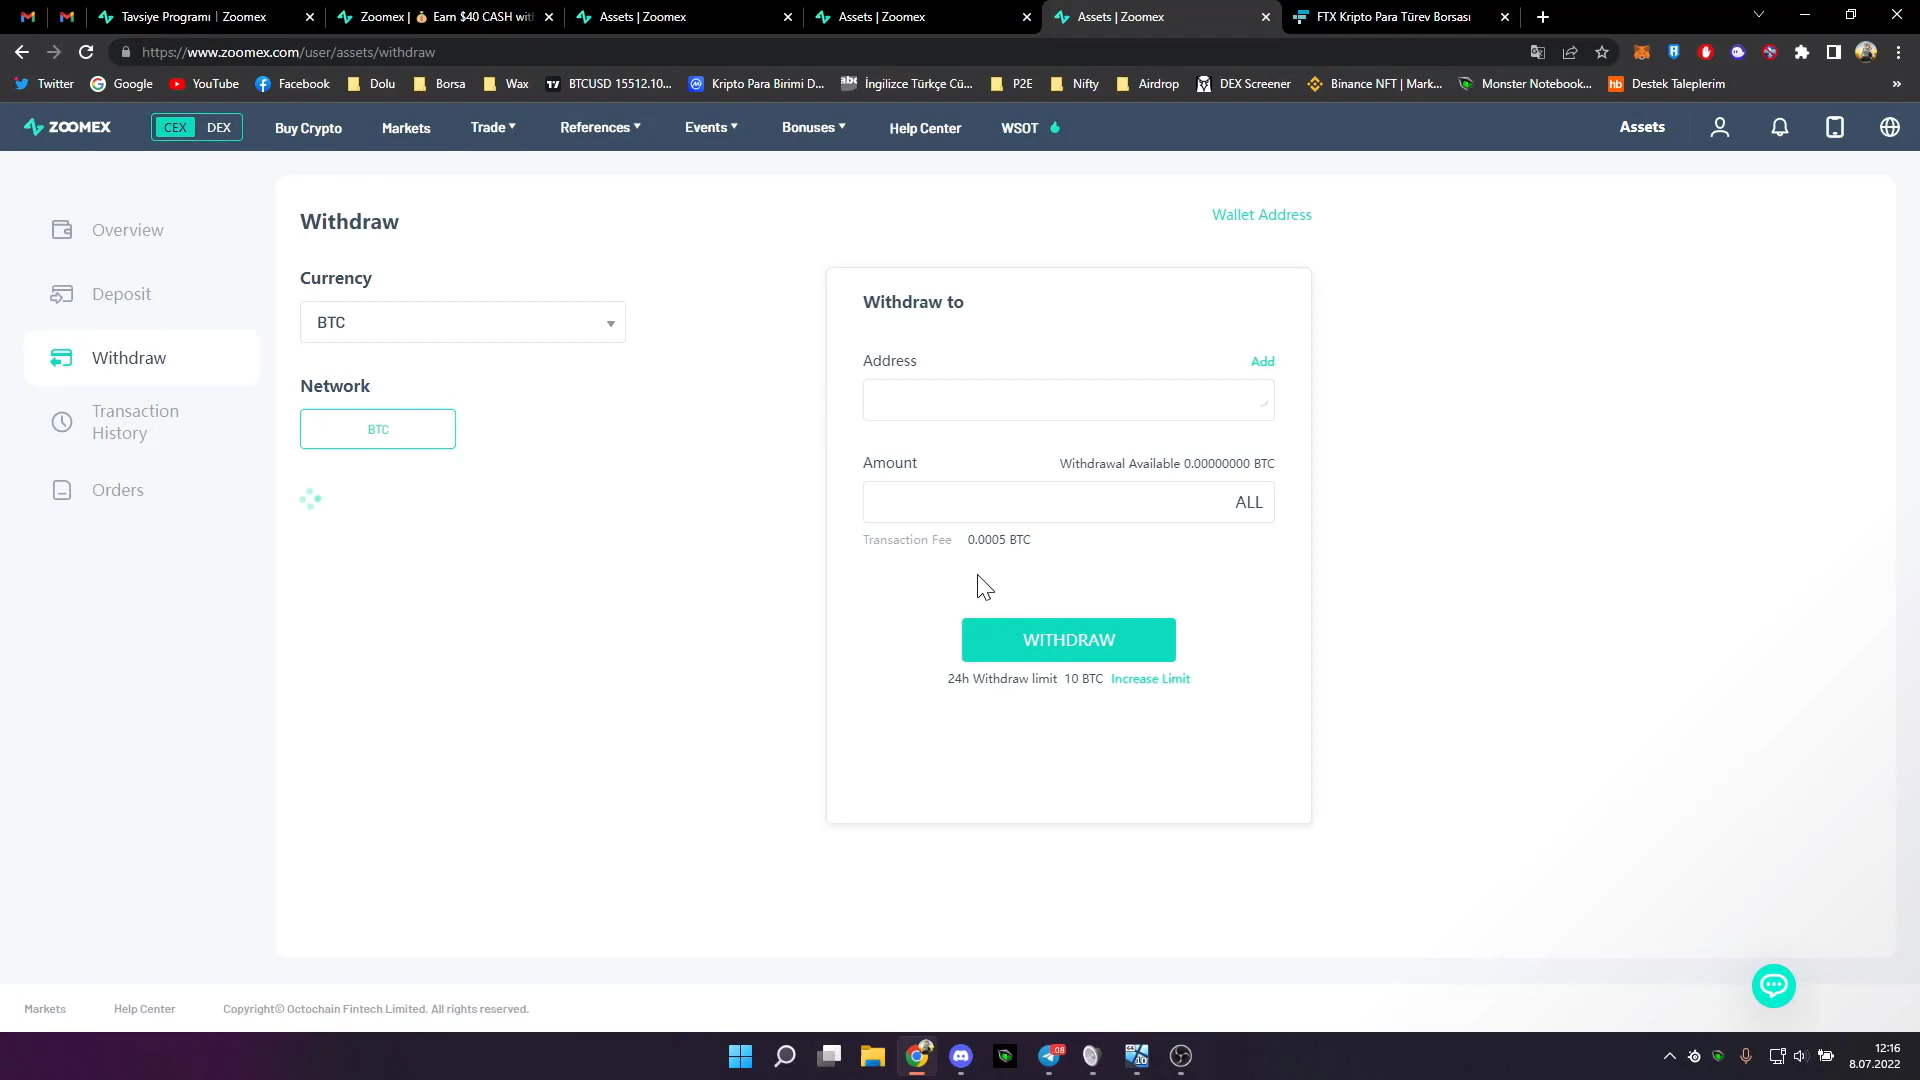 Tavsiye Programı | Zoomex
Zoomex | 💰 Earn $40 CASH wit
Assets | Zoomex
Assets | Zoomex
Assets | Zoomex
FTX Kripto Para Türev Borsası
https://www.zoomex.com/user/assets/withdraw
Twitter
Google
YouTube
Facebook
Dolu
Borsa
Wax
BTCUSD 15512.10...
Kripto Para Birimi D...
İngilizce Türkçe Cü...
P2E
Nifty
Airdrop
DEX Screener
Binance NFT | Mark...
Monster Notebook...
Destek Taleplerim
»
ZOOMEX
CEX
DEX
Buy Crypto
Markets
Trade
References
Events
Bonuses
Help Center
WSOT
Assets
Overview
Deposit
Withdraw
Transaction
History
Orders
Withdraw
Wallet Address
Currency
BTC
Network
BTC
Withdraw to
Address
Add
Amount
Withdrawal Available 0.00000000 BTC
ALL
Transaction Fee 0.0005 BTC
WITHDRAW
24h Withdraw limit 10 BTC Increase Limit
Markets
Help Center
Copyright© Octochain Fintech Limited. All rights reserved.
12:16
8.07.2022